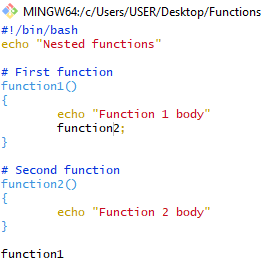 MINGW64:/c/Users/USER/Desktop/Functions
#!/bin/bash
echo "Nested functions"
# First function
function1()
{
echo "Function 1 body"
function2;
}
# Second function
function2()
{
echo "Function 2 body"
}
function1